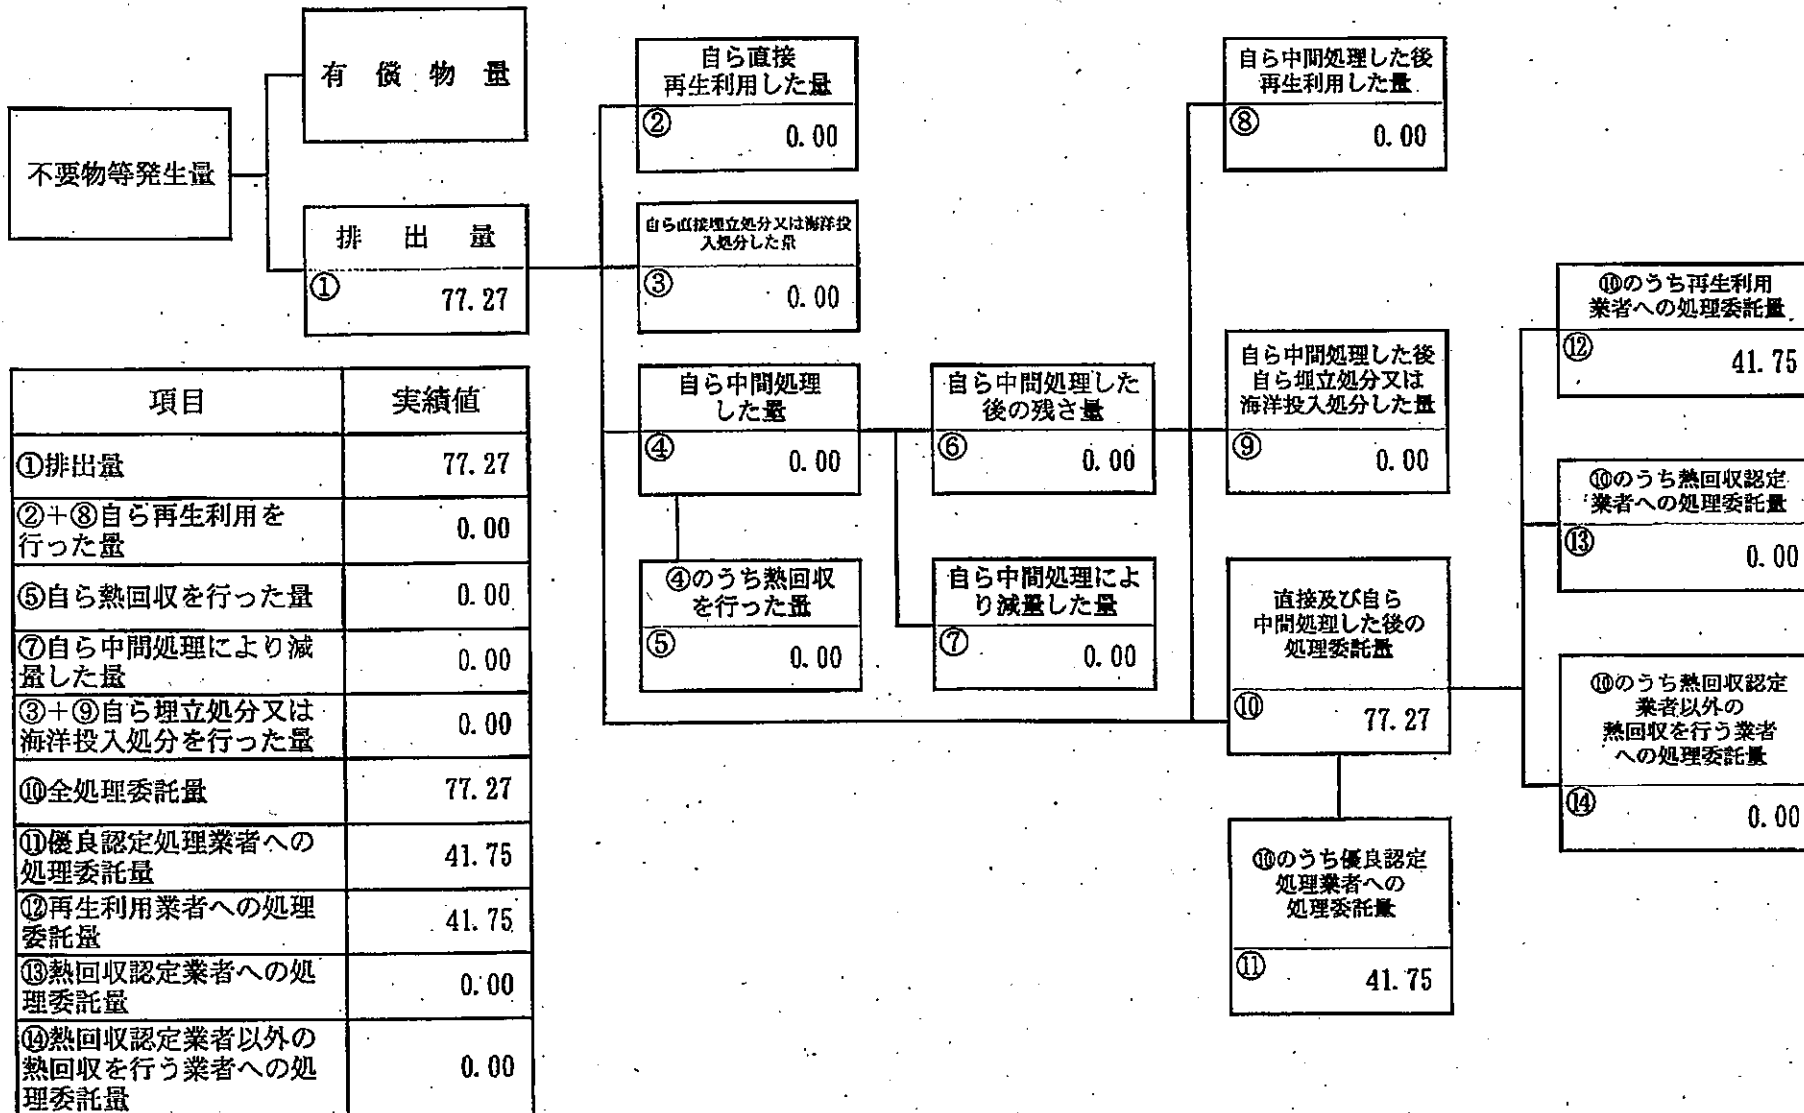 不要物等発生量
有償物量
排出量
①
77.27
自ら直接
再生利用した量
②
0.00
自ら直接埋立処分又は海洋投
入処分した量
③
0.00
自ら中間処理
した量
④
0.00
④のうち熱回収
を行った量
⑤
0.00
自ら中間処理した
後の残さ量
⑥
0.00
自ら中間処理によ
り減量した量
⑦
0.00
自ら中間処理した後
再生利用した量
⑧
0.00
自ら中間処理した後
自ら埋立処分又は
海洋投入処分した量
⑨
0.00
直接及び自ら
中間処理した後の
処理委託量
⑩
77.27
⑩のうち優良認定
処理業者への
処理委託量
⑪
41.75
⑩のうち再生利用
業者への処理委託量
⑫
41.75
⑩のうち熱回収認定
業者への処理委託量
⑬
0.00
⑩のうち熱回収認定
業者以外の
熱回収を行う業者
への処理委託量
⑭
0.00
項目 実績値
①排出量 77.27
②+⑧自ら再生利用を
行った量 0.00
⑤自ら熱回収を行った量 0.00
⑦自ら中間処理により減
量した量 0.00
③+⑨自ら埋立処分又は
海洋投入処分を行った量 0.00
⑩全処理委託量 77.27
⑪優良認定処理業者への
処理委託量 41.75
⑫再生利用業者への処理
委託量 41.75
⑬熱回収認定業者への処
理委託量 0.00
⑭熱回収認定業者以外の
熱回収を行う業者への処
理委託量 0.00